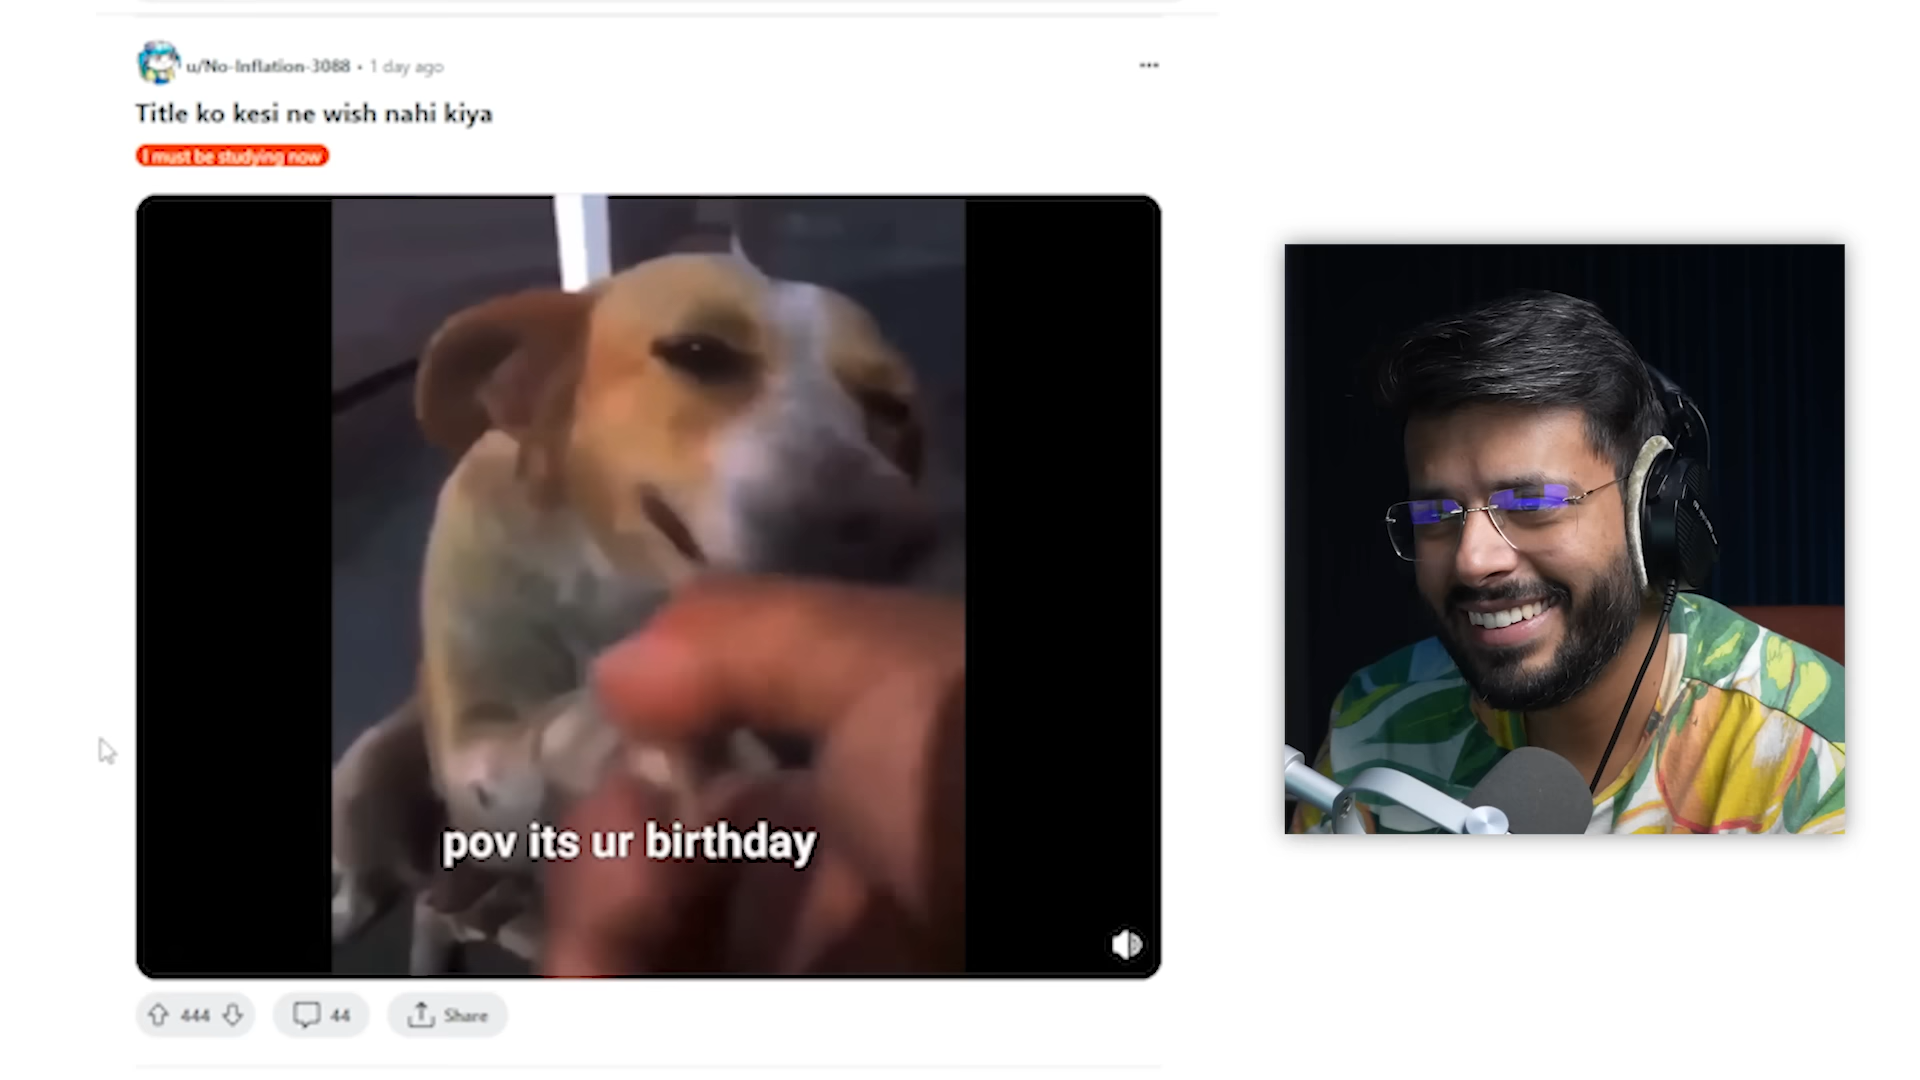 u/No-Inflation-3088 • 1 day ago
Title ko kesi ne wish nahi kiya
I must be studying now
pov its ur birthday
444
44
Share